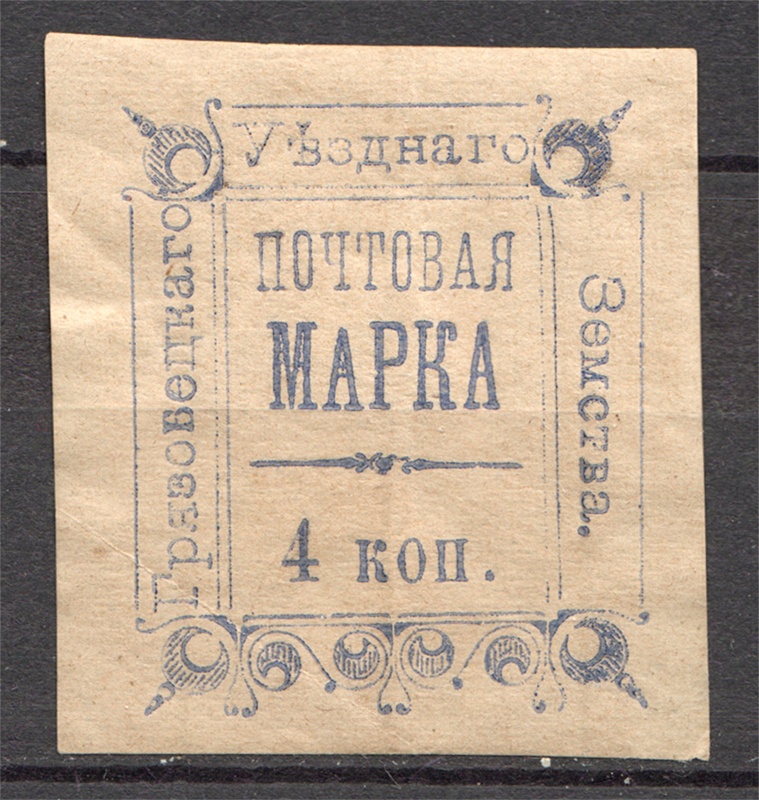 Грязовецкаго
Уѣзднаго
Земства.
ПОЧТОВАЯ
МАРКА
4 коп.